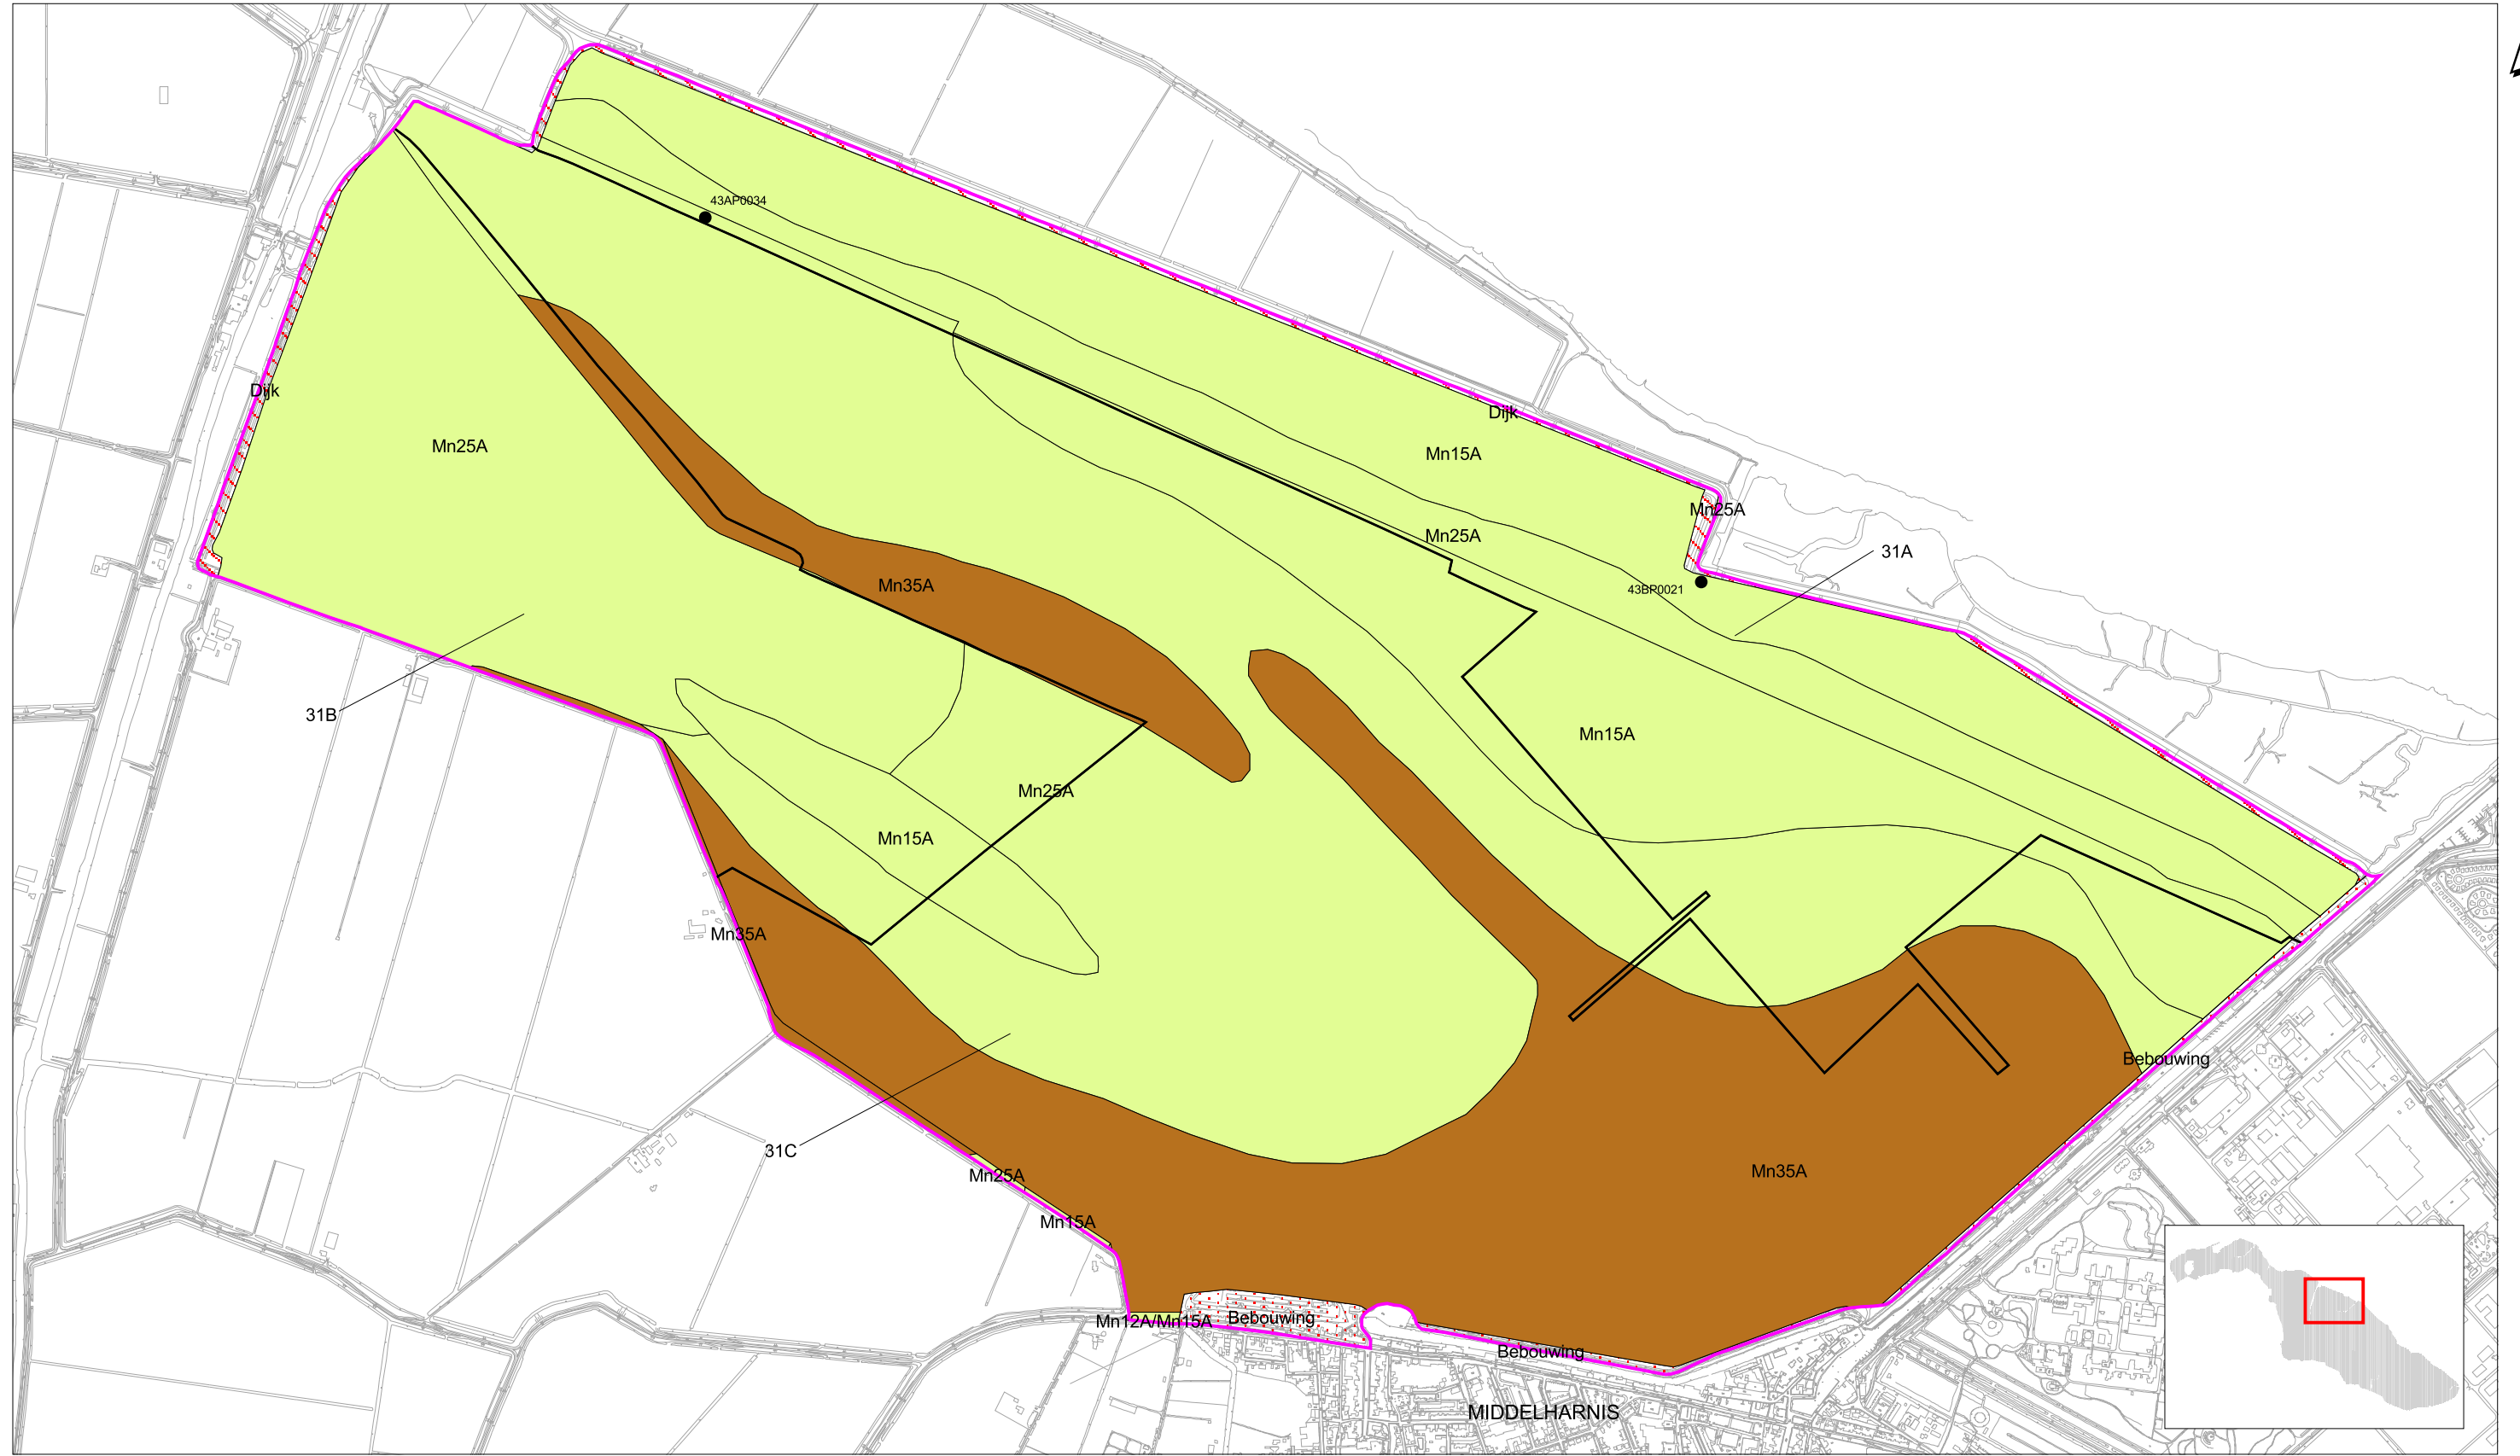 43AP0034
Dijk
Dijk
Mn25A
Mn15A
Mn25A
Mn25A
31A
Mn35A
43BP0021
31B
Mn15A
Mn25A
Mn15A
Mn35A
Bebouwing
31C
Mn25A
Mn35A
Mn15A
Mn12A/Mn15A
Bebouwing
Bebouwing
MIDDELHARNIS